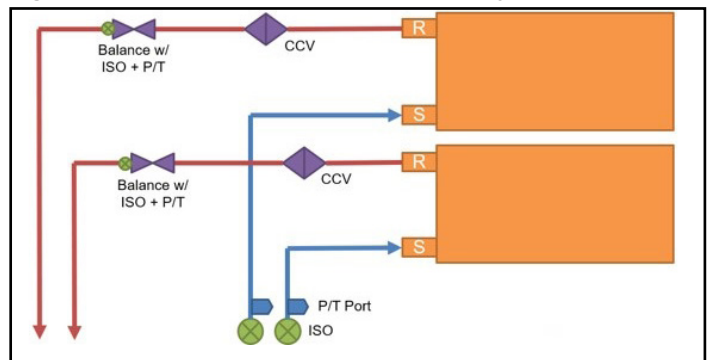 R
Balance w/
ISO + P/T
CCV
S
R
Balance w/
ISO + P/T
CCV
S
P/T Port
ISO